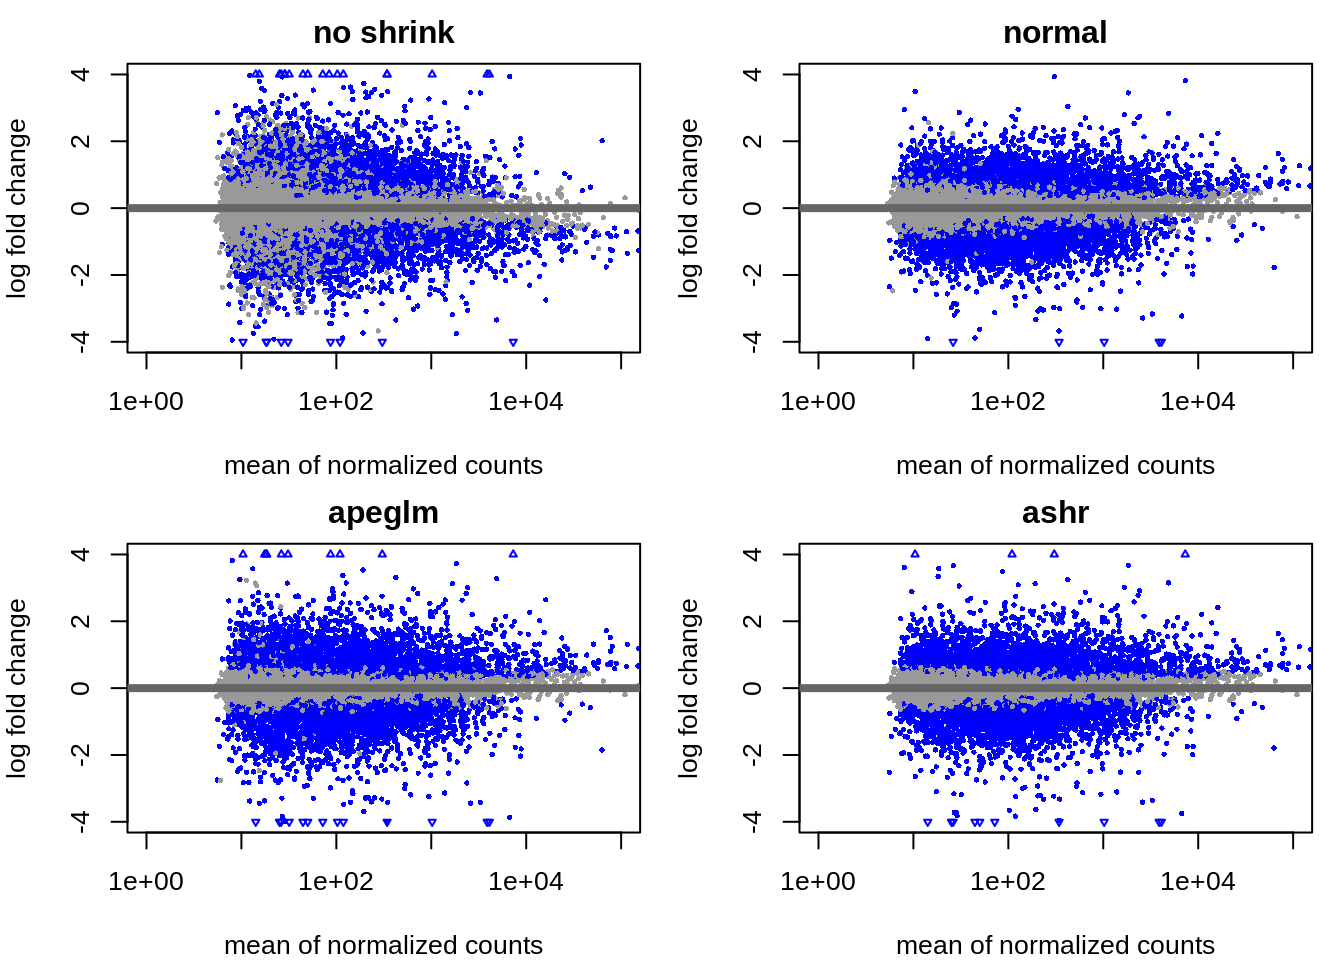 no shrink
log fold change
4
2
0
-2
-4
1e+00 1e+02 1e+04
mean of normalized counts
normal
log fold change
4
2
0
-2
-4
1e+00 1e+02 1e+04
mean of normalized counts
apeglm
log fold change
4
2
0
-2
-4
1e+00 1e+02 1e+04
mean of normalized counts
ashr
log fold change
4
2
0
-2
-4
1e+00 1e+02 1e+04
mean of normalized counts